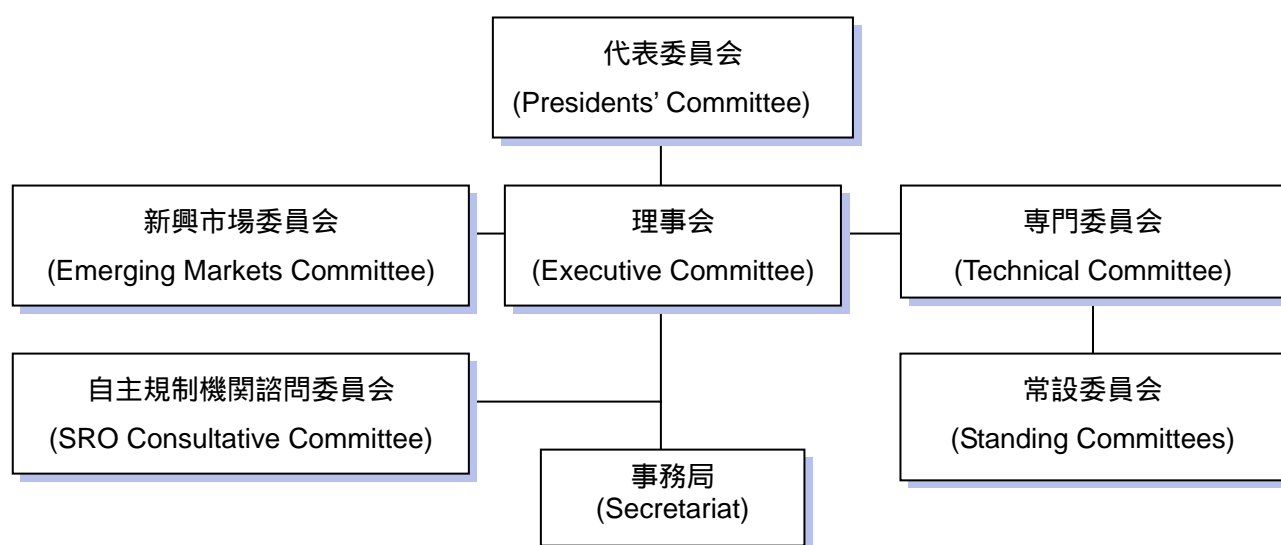 代表委員会
(Presidents’ Committee)
新興市場委員会
(Emerging Markets Committee)
理事会
(Executive Committee)
専門委員会
(Technical Committee)
自主規制機関諮問委員会
(SRO Consultative Committee)
常設委員会
(Standing Committees)
事務局
(Secretariat)